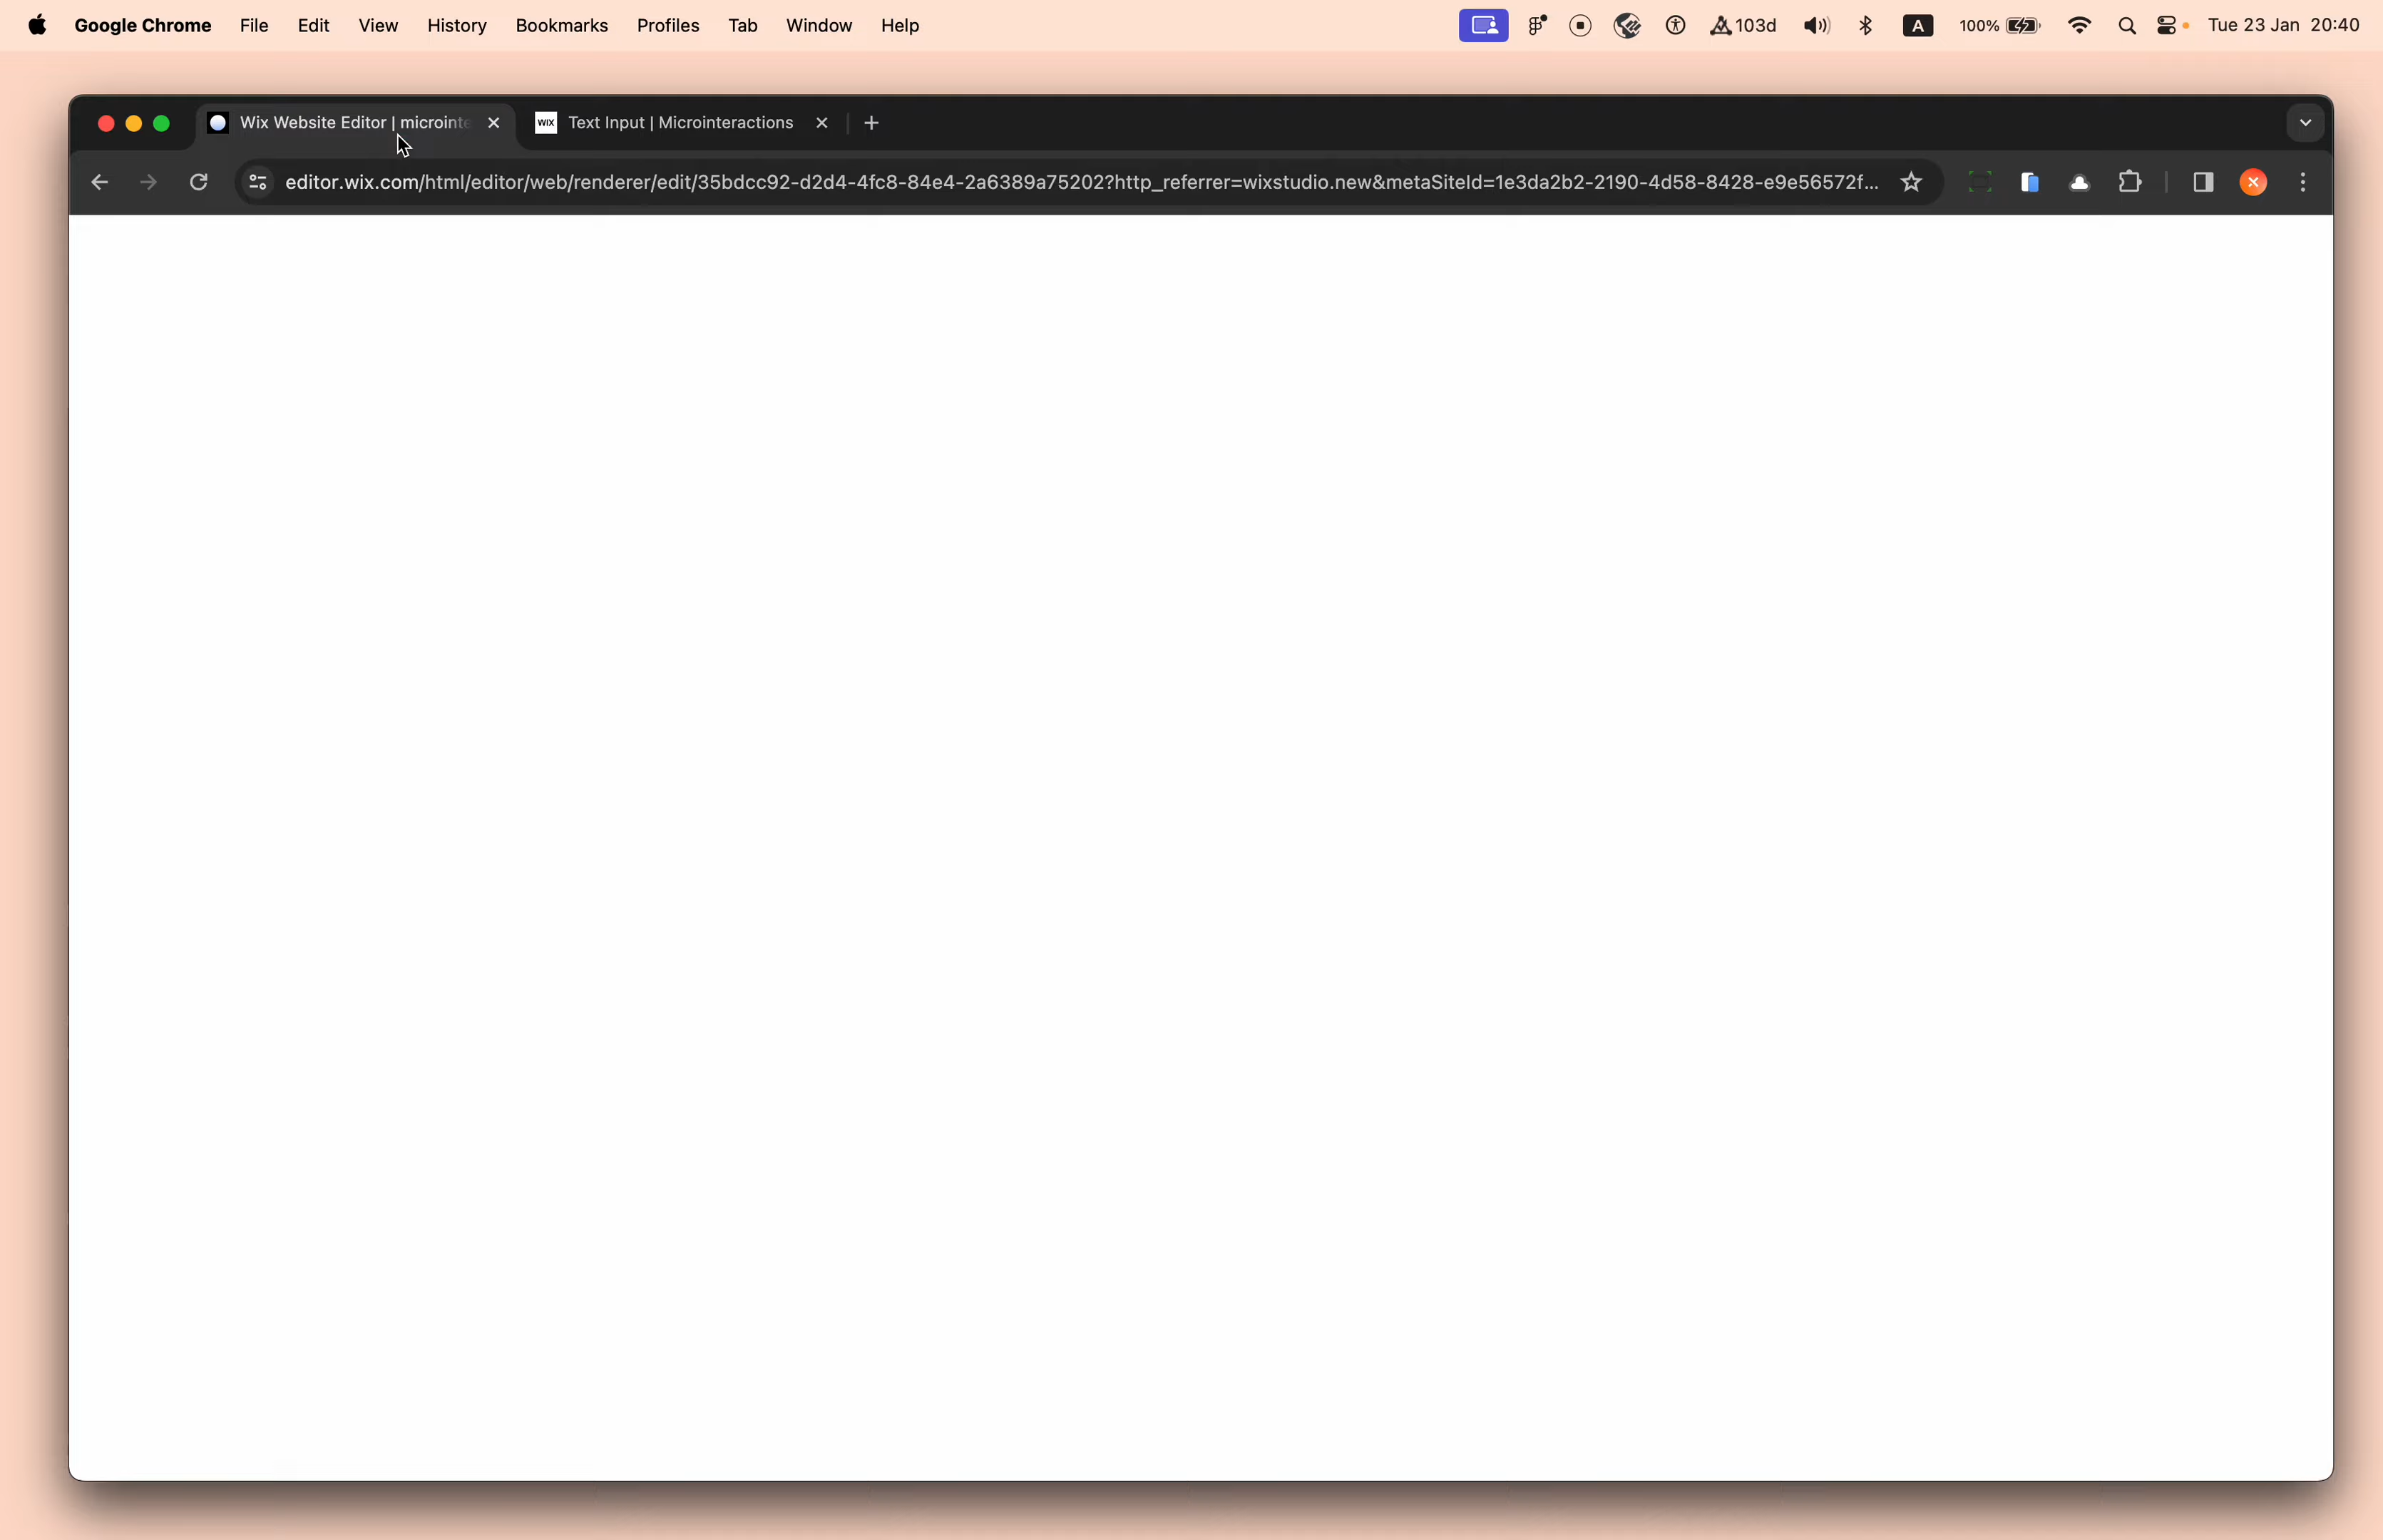 Google Chrome File Edit View History Bookmarks Profiles Tab Window Help A 103d A 100% Tue 23 Jan 20:40
Wix Website Editor | microinte WIX Text Input | Microinteractions
editor.wix.com/html/editor/web/renderer/edit/35bdcc92-d2d4-4fc8-84e4-2a6389a75202?http_referrer=wixstudio.new&metaSiteId=1e3da2b2-2190-4d58-8428-e9e56572f...